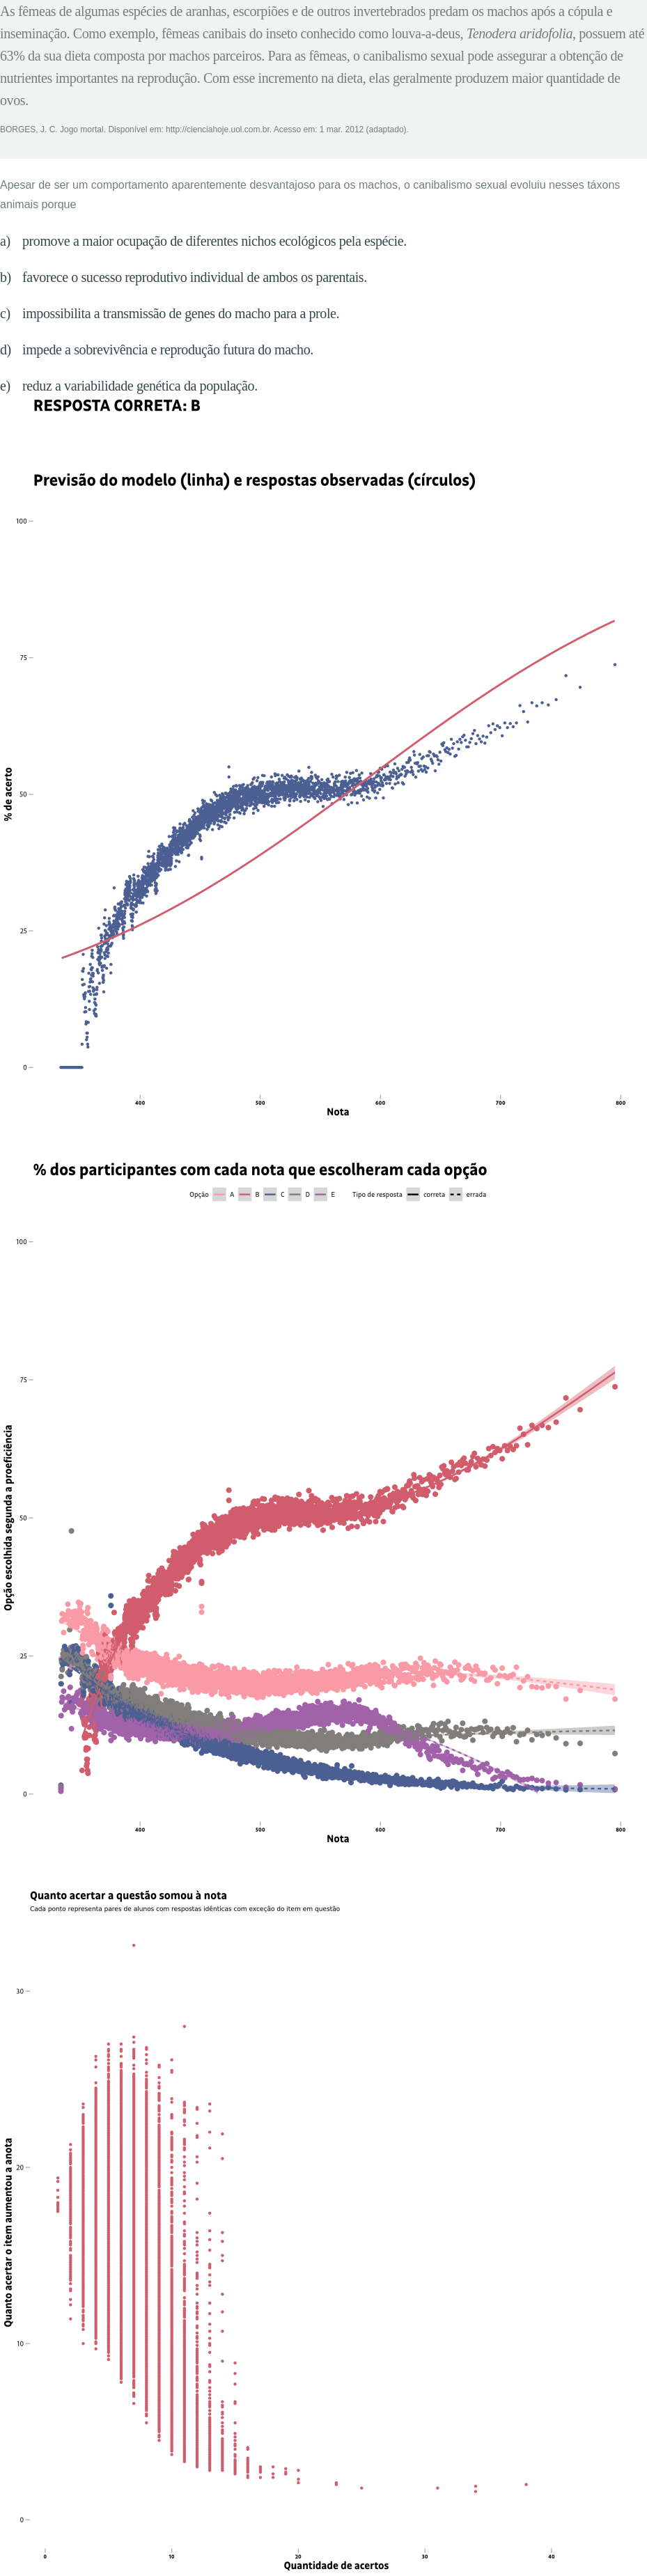 As fêmeas de algumas espécies de aranhas, escorpiões e de outros invertebrados predam os machos após a cópula e
inseminação. Como exemplo, fêmeas canibais do inseto conhecido como louva-a-deus, Tenodera aridofolia, possuem até
63% da sua dieta composta por machos parceiros. Para as fêmeas, o canibalismo sexual pode assegurar a obtenção de
nutrientes importantes na reprodução. Com esse incremento na dieta, elas geralmente produzem maior quantidade de
ovos.
BORGES, J. C. Jogo mortal. Disponível em: http://cienciahoje.uol.com.br. Acesso em: 1 mar. 2012 (adaptado).
Apesar de ser um comportamento aparentemente desvantajoso para os machos, o canibalismo sexual evoluiu nesses táxons
animais porque
a) promove a maior ocupação de diferentes nichos ecológicos pela espécie.
b) favorece o sucesso reprodutivo individual de ambos os parentais.
c) impossibilita a transmissão de genes do macho para a prole.
d) impede a sobrevivência e reprodução futura do macho.
e) reduz a variabilidade genética da população.
RESPOSTA CORRETA: B
Previsão do modelo (linha) e respostas observadas (círculos)
100
75
50
25
0
% de acerto
400 500 600 700 800
Nota
% dos participantes com cada nota que escolheram cada opção
Opção A B C D E Tipo de resposta correta errada
100
75
50
25
0
Opção escolhida segunda a proeficiência
400 500 600 700 800
Nota
Quanto acertar a questão somou à nota
Cada ponto representa pares de alunos com respostas idênticas com exceção do item em questão
30
20
10
0
Quanto acertar o item aumentou a anota
0 10 20 30 40
Quantidade de acertos